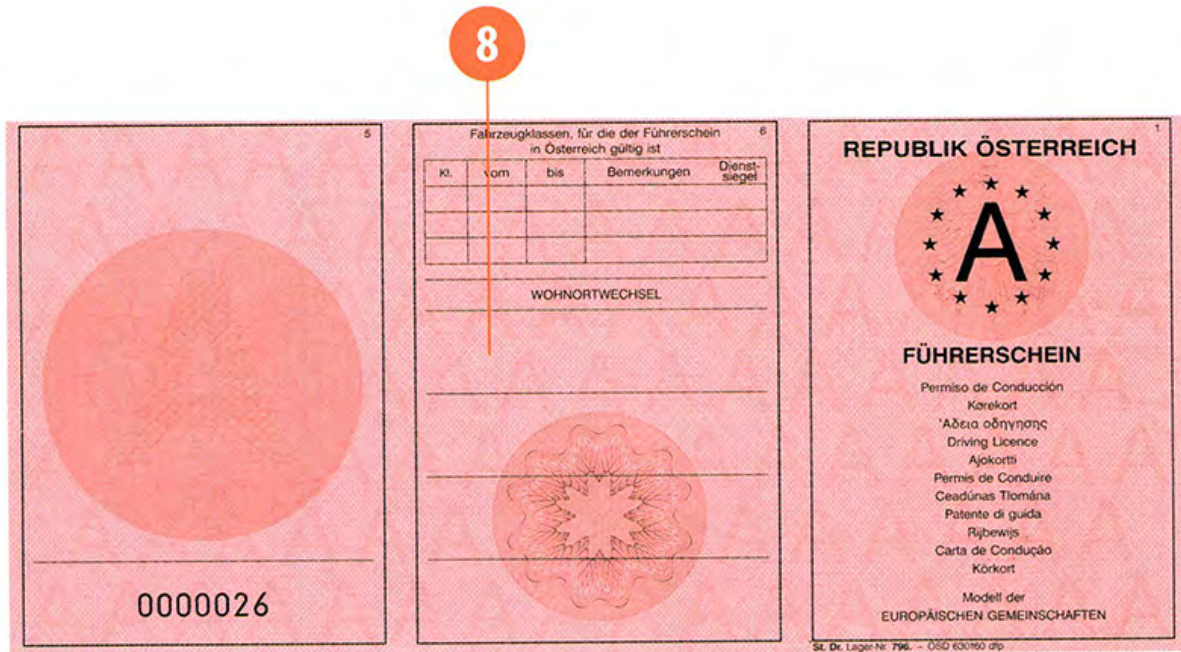 8
5
0000026
6
Fahrzeugklassen, für die der Führerschein
in Österreich gültig ist
Kl. vom bis Bemerkungen Dienst-
siegel
WOHNORTWECHSEL
1
REPUBLIK ÖSTERREICH
A
FÜHRERSCHEIN
Permiso de Conducción
Kørekort
'Αδεια οδηγησης
Driving Licence
Ajokortti
Permis de Conduire
Ceadúnas Tlomána
Patente di guida
Rijbewijs
Carta de Condução
Körkort
Modell der
EUROPÄISCHEN GEMEINSCHAFTEN
St. Dr. Lager-Nr. 796. – ÖSD 630160 dfp